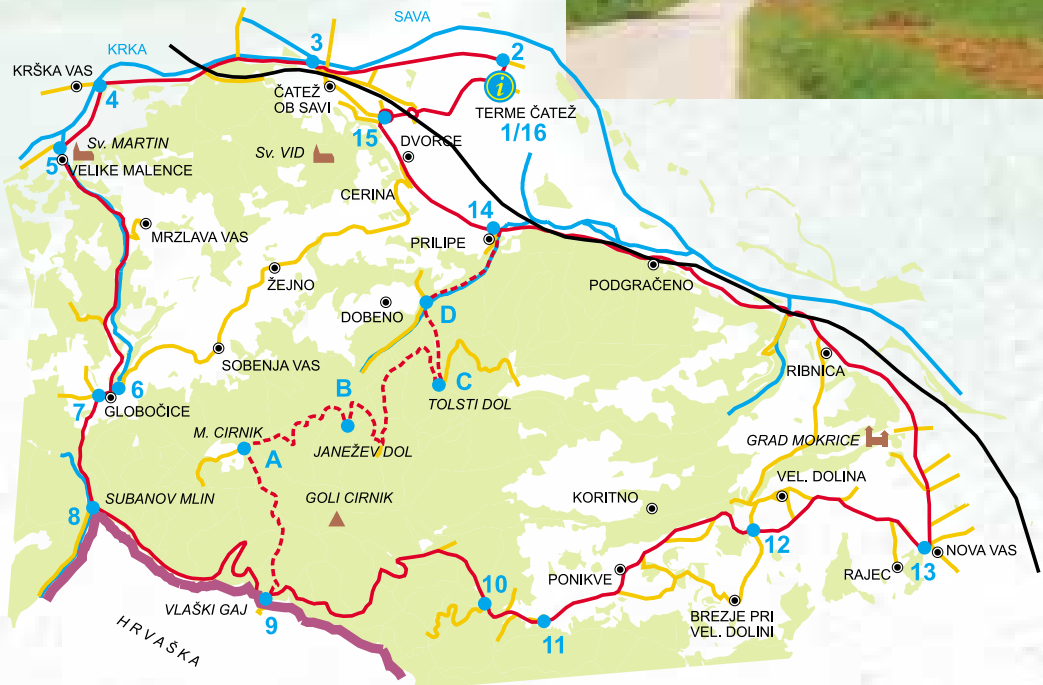 SAVA
KRKA
3
2
KRŠKA VAS
4
ČATEŽ
OB SAVI
i
TERME ČATEŽ
1/16
15
DVORCE
Sv. MARTIN
5
VELIKE MALENCE
Sv. VID
CERINA
14
MRZLAVA VAS
PRILIPE
ŽEJNO
PODGRAČENO
DOBENO
D
SOBENJA VAS
RIBNICA
6
7
GLOBOČICE
B
C
TOLSTI DOL
M. CIRNIK
A
JANEŽEV DOL
GRAD MOKRICE
SUBANOV MLIN
8
GOLI CIRNIK
KORITNO
VEL. DOLINA
12
NOVA VAS
13
RAJEC
PONIKVE
10
VLAŠKI GAJ
9
11
BREZJE PRI
VEL. DOLINI
HRVAŠKA